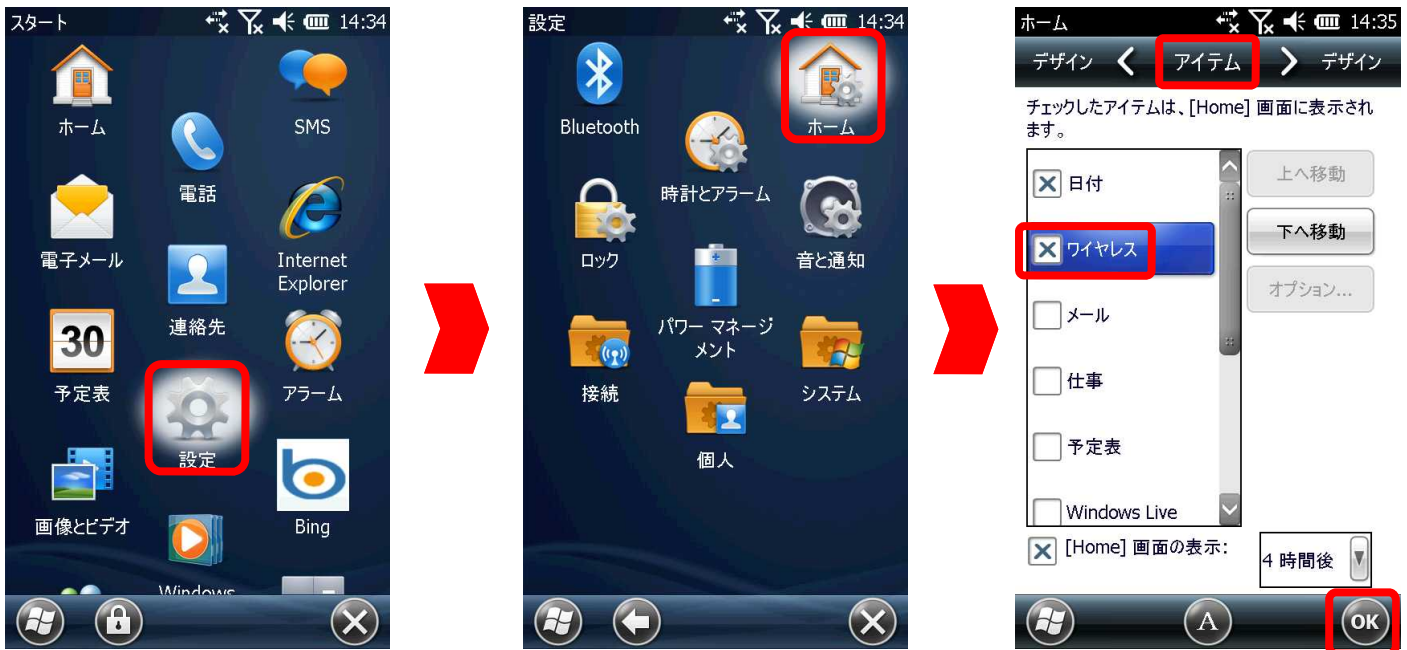 スタート 14:34
ホーム
SMS
電話
電子メール
Internet
Explorer
連絡先
30
予定表
アラーム
設定
画像とビデオ
Bing
Windows
設定 14:34
Bluetooth
ホーム
時計とアラーム
ロック
音と通知
パワー マネージ
メント
接続
システム
個人
ホーム 14:35
デザイン アイテム デザイン
チェックしたアイテムは、[Home] 画面に表示され
ます。
日付
上へ移動
ワイヤレス
下へ移動
オプション...
メール
仕事
予定表
Windows Live
[Home] 画面の表示:
4 時間後
A
OK